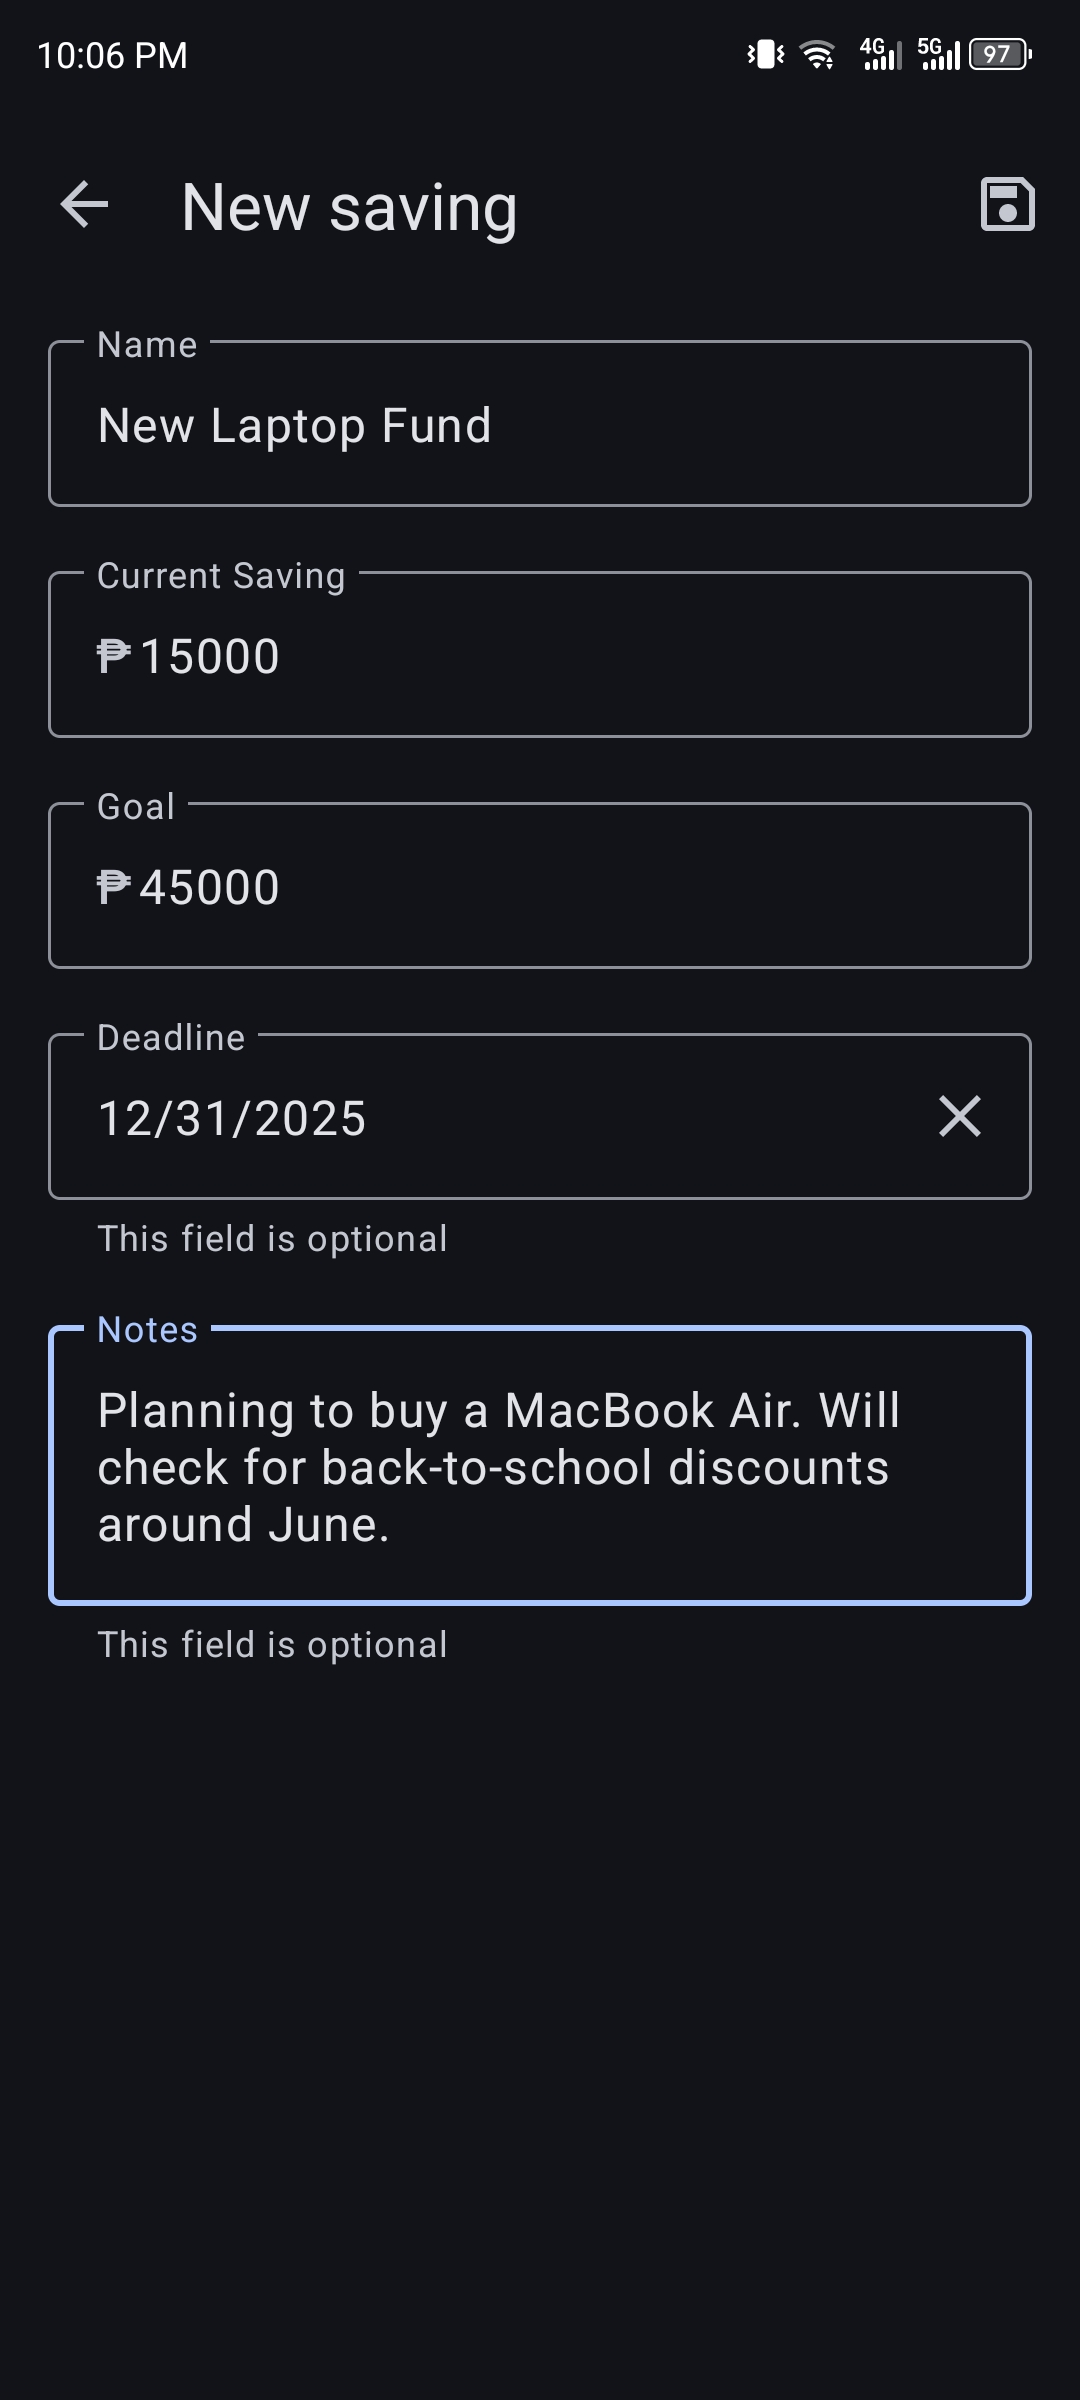 10:06 PM
4G 5G 97
New saving
Name
New Laptop Fund
Current Saving
₱15000
Goal
₱45000
Deadline
12/31/2025
This field is optional
Notes
Planning to buy a MacBook Air. Will
check for back-to-school discounts
around June.
This field is optional